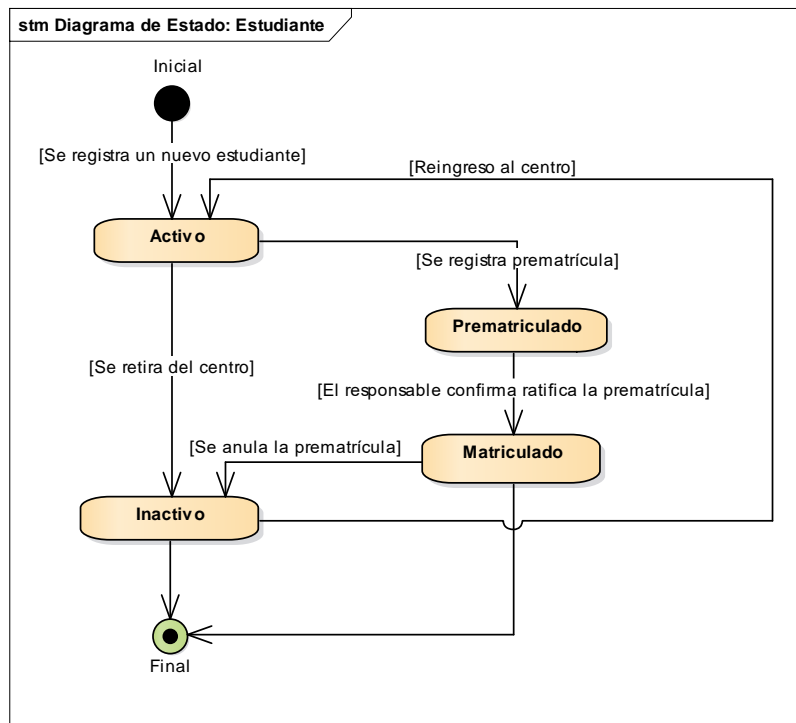 stm Diagrama de Estado: Estudiante
Inicial
[Se registra un nuevo estudiante]
[Reingreso al centro]
Activo
[Se registra prematrícula]
Prematriculado
[Se retira del centro]
[El responsable confirma ratifica la prematrícula]
[Se anula la prematrícula]
Matriculado
Inactivo
Final